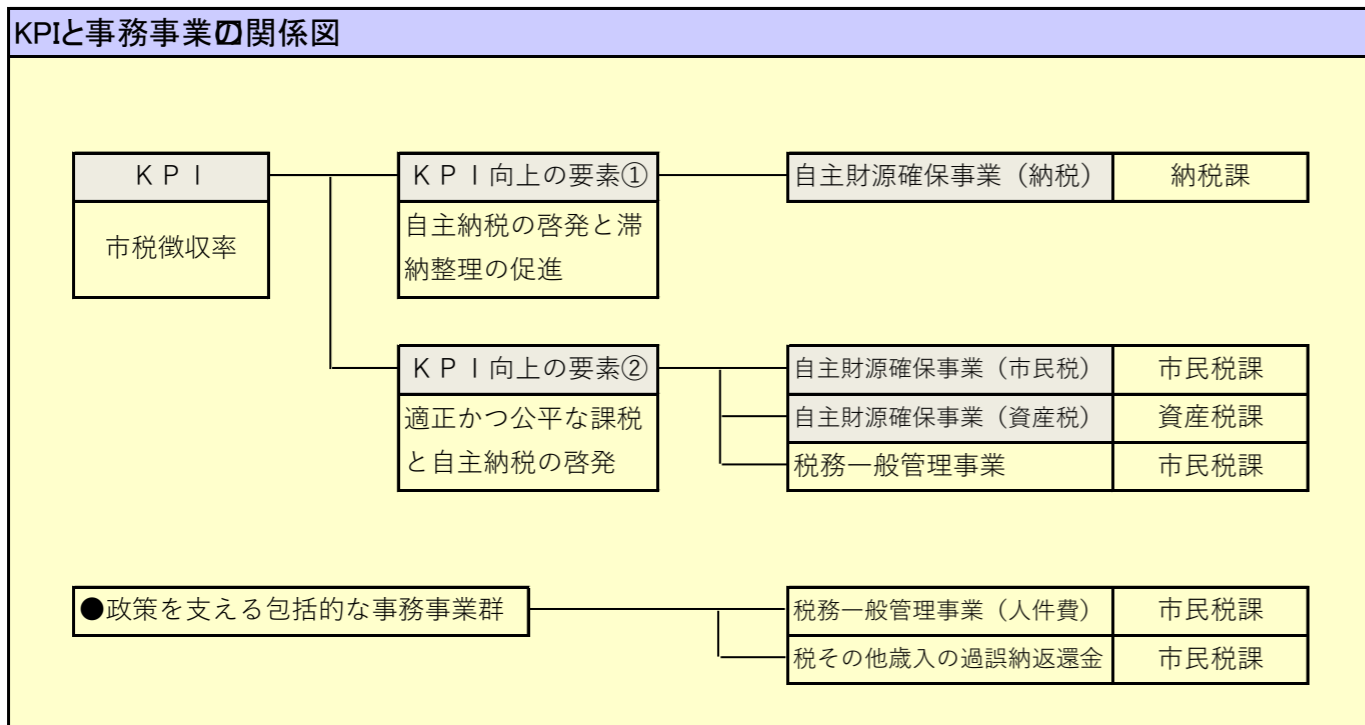 KPIと事務事業の関係図
ＫＰＩ
ＫＰＩ向上の要素①
自主財源確保事業（納税）
納税課
市税徴収率
自主納税の啓発と滞
納整理の促進
ＫＰＩ向上の要素②
自主財源確保事業（市民税）
市民税課
適正かつ公平な課税
と自主納税の啓発
自主財源確保事業（資産税）
資産税課
税務一般管理事業
市民税課
●政策を支える包括的な事務事業群
税務一般管理事業（人件費）
市民税課
税その他歳入の過誤納返還金
市民税課